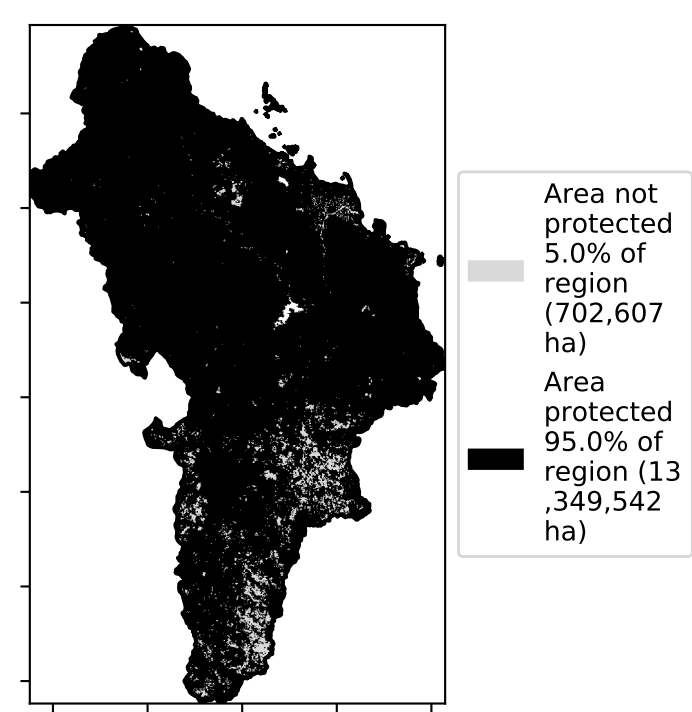 Area not
protected
5.0% of
region
(702,607
ha)
Area
protected
95.0% of
region (13
,349,542
ha)